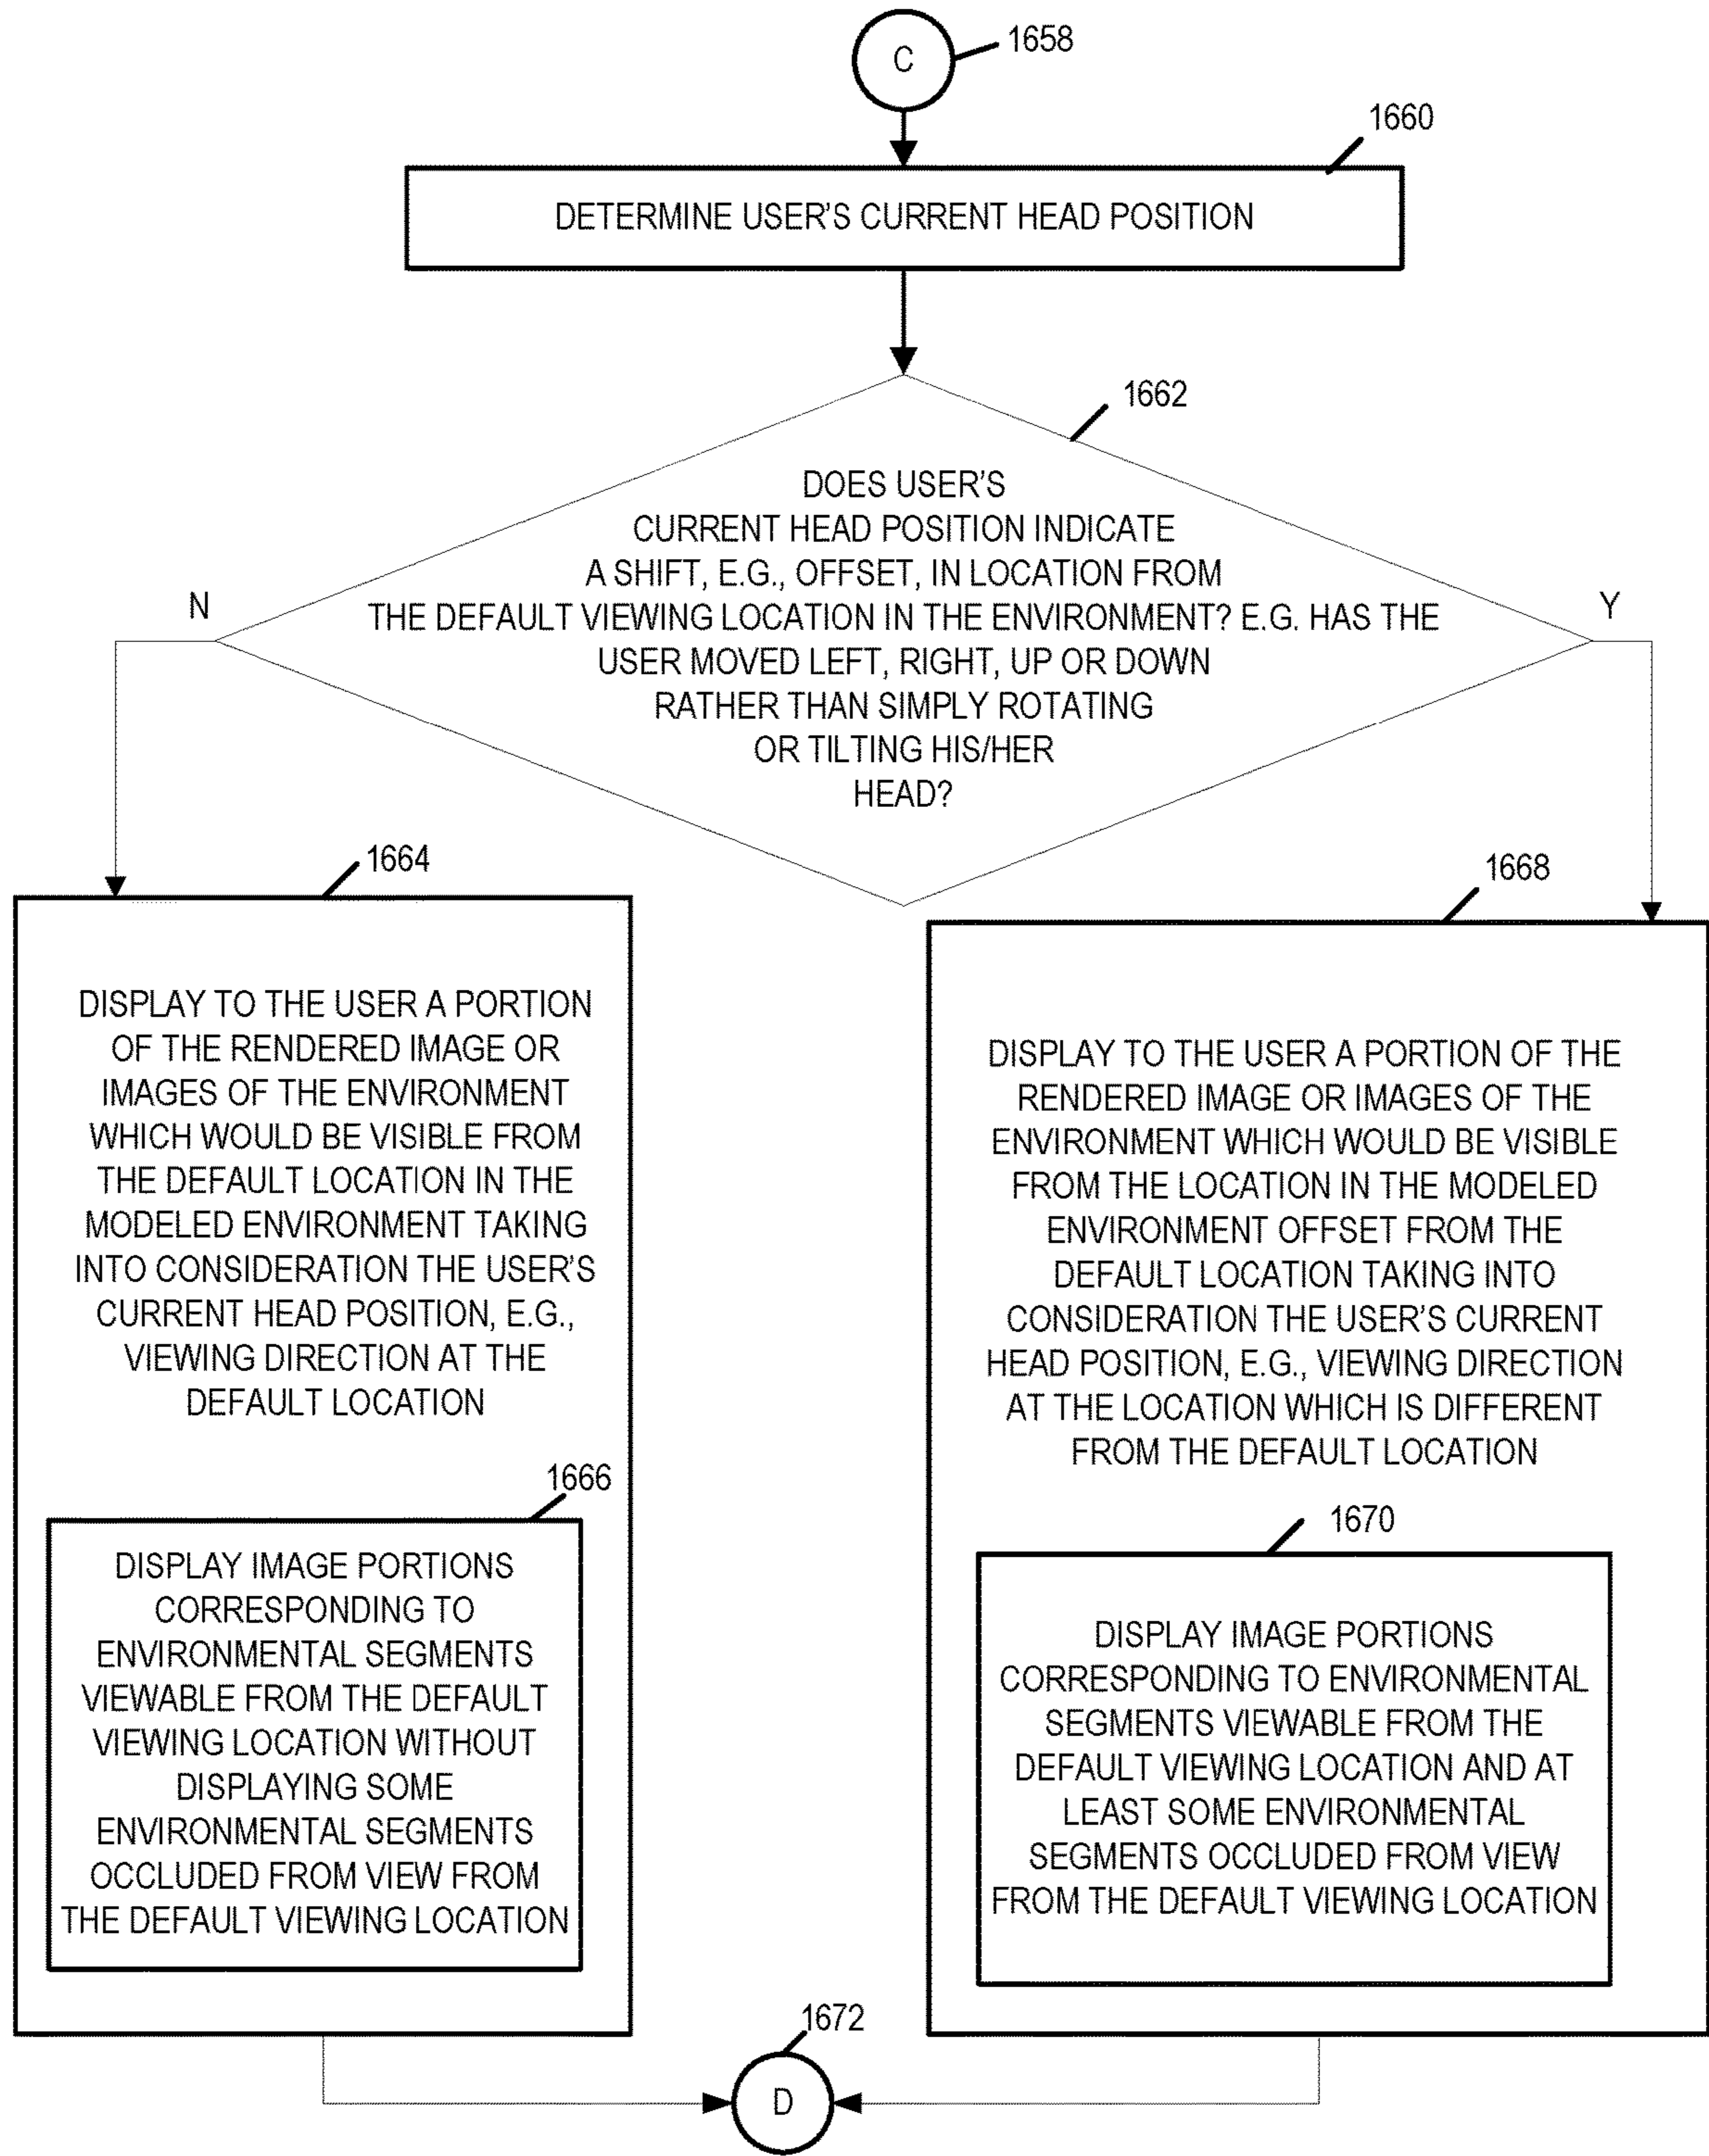 C
1658
1660
DETERMINE USER'S CURRENT HEAD POSITION
1662
DOES USER'S
CURRENT HEAD POSITION INDICATE
A SHIFT, E.G., OFFSET, IN LOCATION FROM
THE DEFAULT VIEWING LOCATION IN THE ENVIRONMENT? E.G. HAS THE
USER MOVED LEFT, RIGHT, UP OR DOWN
RATHER THAN SIMPLY ROTATING
OR TILTING HIS/HER
HEAD?
N
Y
1664
DISPLAY TO THE USER A PORTION
OF THE RENDERED IMAGE OR
IMAGES OF THE ENVIRONMENT
WHICH WOULD BE VISIBLE FROM
THE DEFAULT LOCATION IN THE
MODELED ENVIRONMENT TAKING
INTO CONSIDERATION THE USER'S
CURRENT HEAD POSITION, E.G.,
VIEWING DIRECTION AT THE
DEFAULT LOCATION
1666
DISPLAY IMAGE PORTIONS
CORRESPONDING TO
ENVIRONMENTAL SEGMENTS
VIEWABLE FROM THE DEFAULT
VIEWING LOCATION WITHOUT
DISPLAYING SOME
ENVIRONMENTAL SEGMENTS
OCCLUDED FROM VIEW FROM
THE DEFAULT VIEWING LOCATION
1668
DISPLAY TO THE USER A PORTION OF THE
RENDERED IMAGE OR IMAGES OF THE
ENVIRONMENT WHICH WOULD BE VISIBLE
FROM THE LOCATION IN THE MODELED
ENVIRONMENT OFFSET FROM THE
DEFAULT LOCATION TAKING INTO
CONSIDERATION THE USER'S CURRENT
HEAD POSITION, E.G., VIEWING DIRECTION
AT THE LOCATION WHICH IS DIFFERENT
FROM THE DEFAULT LOCATION
1670
DISPLAY IMAGE PORTIONS
CORRESPONDING TO ENVIRONMENTAL
SEGMENTS VIEWABLE FROM THE
DEFAULT VIEWING LOCATION AND AT
LEAST SOME ENVIRONMENTAL
SEGMENTS OCCLUDED FROM VIEW
FROM THE DEFAULT VIEWING LOCATION
1672
D